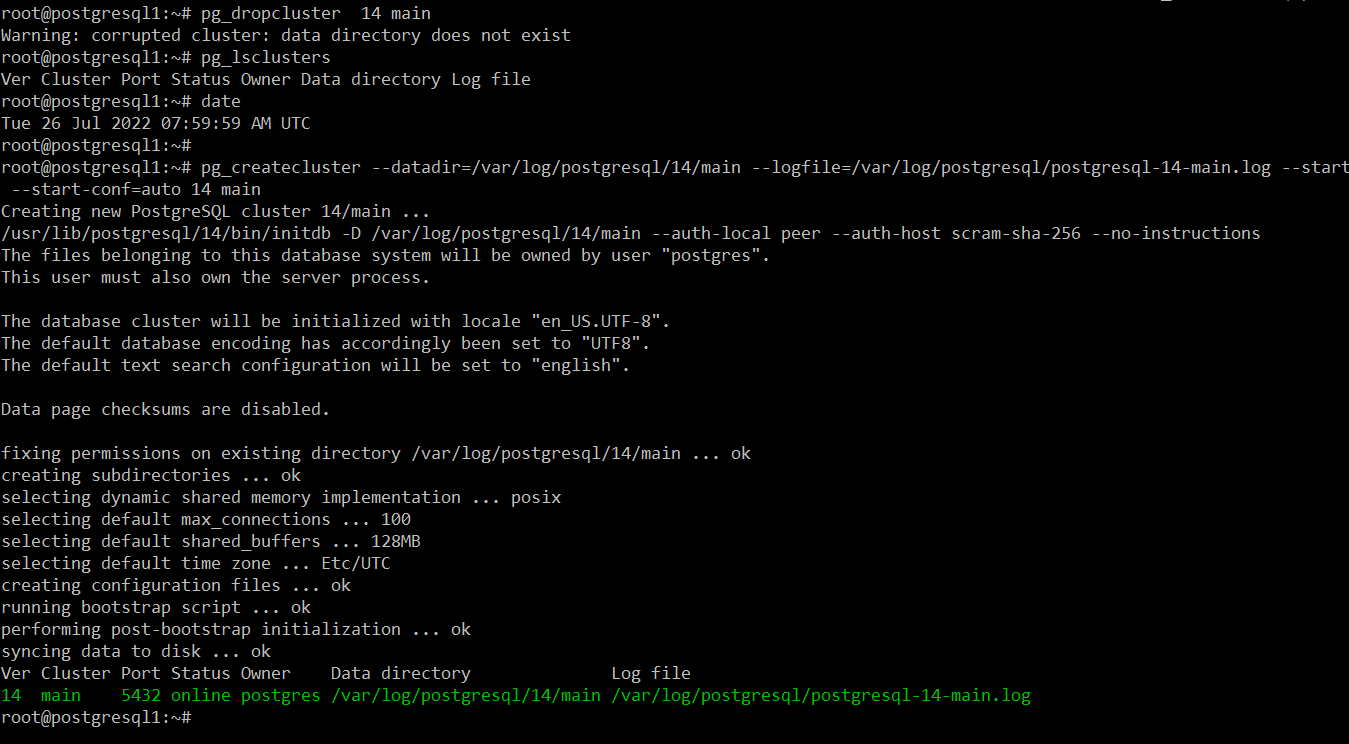 root@postgresql1:~# pg_dropcluster  14 main
Warning: corrupted cluster: data directory does not exist
root@postgresql1:~# pg_lsclusters
Ver Cluster Port Status Owner Data directory Log file
root@postgresql1:~# date
Tue 26 Jul 2022 07:59:59 AM UTC
root@postgresql1:~#
root@postgresql1:~# pg_createcluster --datadir=/var/log/postgresql/14/main --logfile=/var/log/postgresql/postgresql-14-main.log --start
 --start-conf=auto 14 main
Creating new PostgreSQL cluster 14/main ...
/usr/lib/postgresql/14/bin/initdb -D /var/log/postgresql/14/main --auth-local peer --auth-host scram-sha-256 --no-instructions
The files belonging to this database system will be owned by user "postgres".
This user must also own the server process.

The database cluster will be initialized with locale "en_US.UTF-8".
The default database encoding has accordingly been set to "UTF8".
The default text search configuration will be set to "english".

Data page checksums are disabled.

fixing permissions on existing directory /var/log/postgresql/14/main ... ok
creating subdirectories ... ok
selecting dynamic shared memory implementation ... posix
selecting default max_connections ... 100
selecting default shared_buffers ... 128MB
selecting default time zone ... Etc/UTC
creating configuration files ... ok
running bootstrap script ... ok
performing post-bootstrap initialization ... ok
syncing data to disk ... ok
Ver Cluster Port Status Owner    Data directory              Log file
14  main    5432 online postgres /var/log/postgresql/14/main /var/log/postgresql/postgresql-14-main.log
root@postgresql1:~#